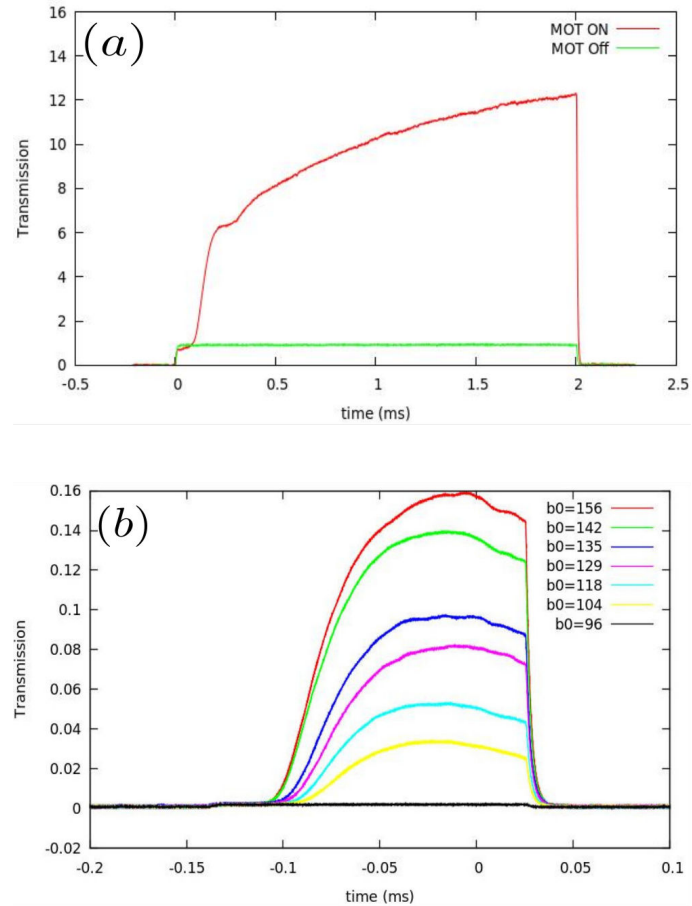 (a)
MOT ON
MOT Off
Transmission
16
14
12
10
8
6
4
2
0
-0.5 0 0.5 1 1.5 2 2.5
time (ms)
(b)
b0=156
b0=142
b0=135
b0=129
b0=118
b0=104
b0=96
Transmission
0.16
0.14
0.12
0.1
0.08
0.06
0.04
0.02
0
-0.02
-0.2 -0.15 -0.1 -0.05 0 0.05 0.1
time (ms)